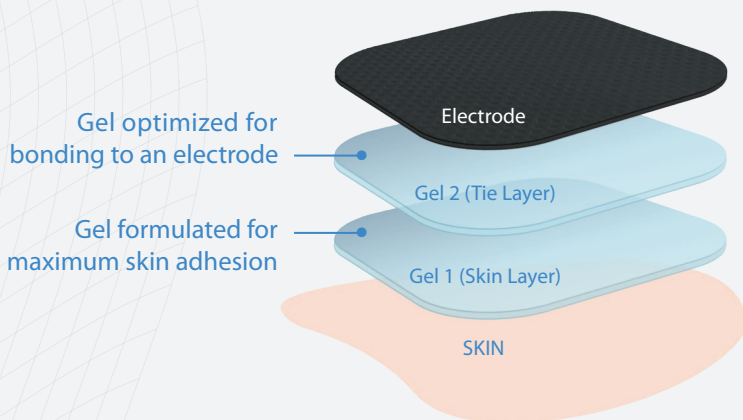 Electrode
Gel optimized for
bonding to an electrode
Gel 2 (Tie Layer)
Gel formulated for
maximum skin adhesion
Gel 1 (Skin Layer)
SKIN